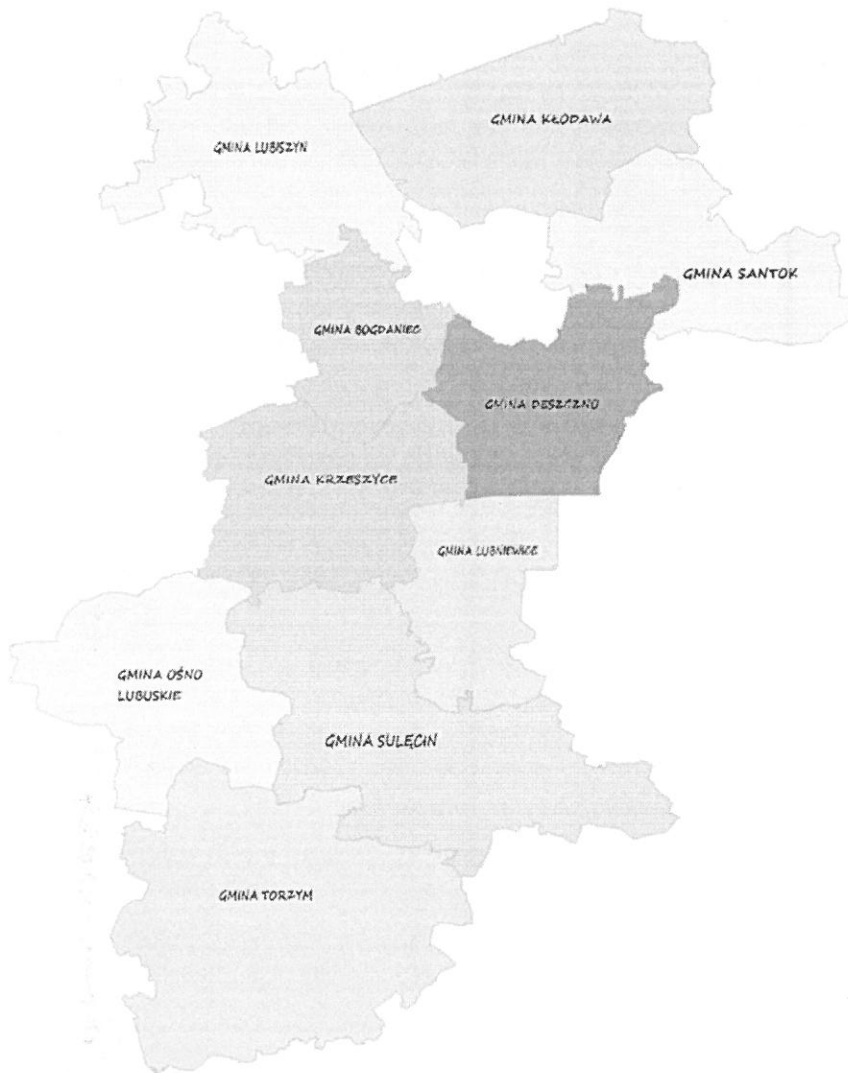 GMINA KŁODAWA
GMINA LUBISZYN
GMINA SANTOK
GMINA BOGDANIEC
GMINA DESZCZNO
GMINA KRZESZYCE
GMINA LUBNIEWICE
GMINA OŚNO
LUBUSKIE
GMINA SULĘCIN
GMINA TORZYM